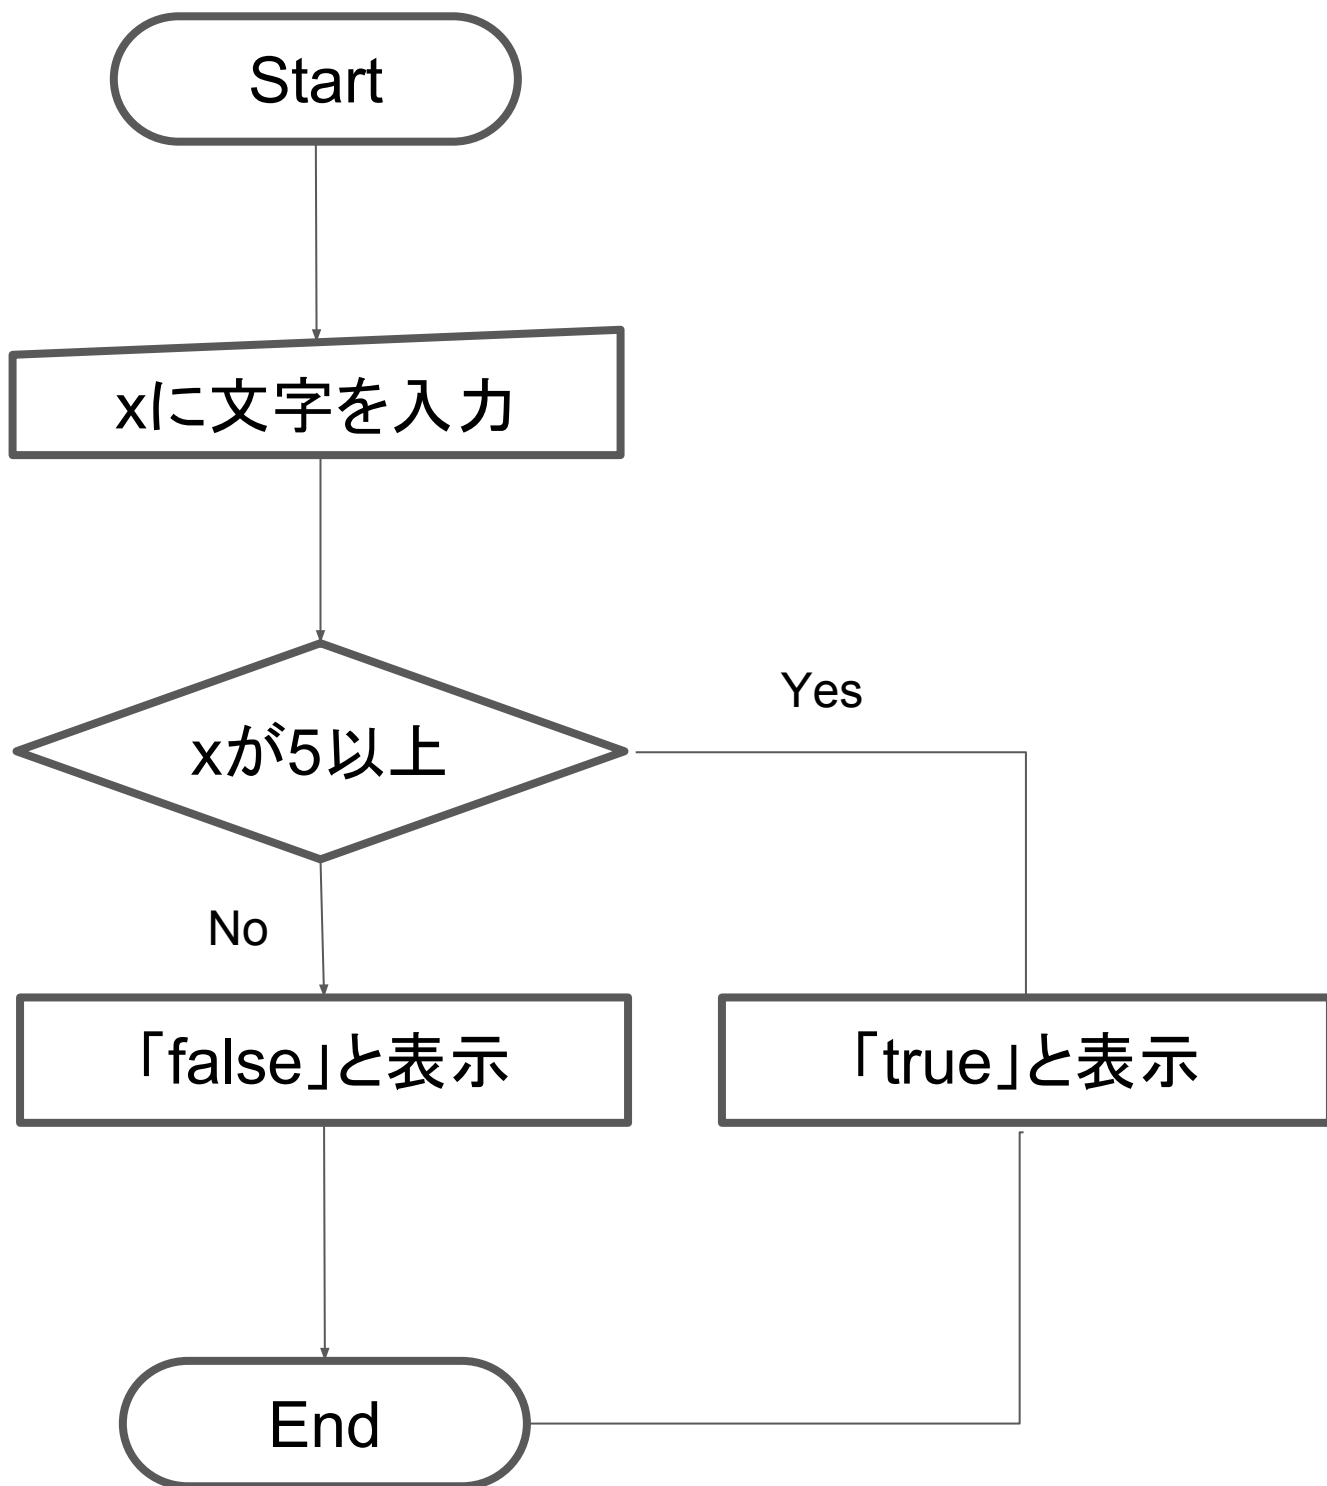 Start
xに文字を入力
xが5以上
Yes
No
「false」と表示
「true」と表示
End